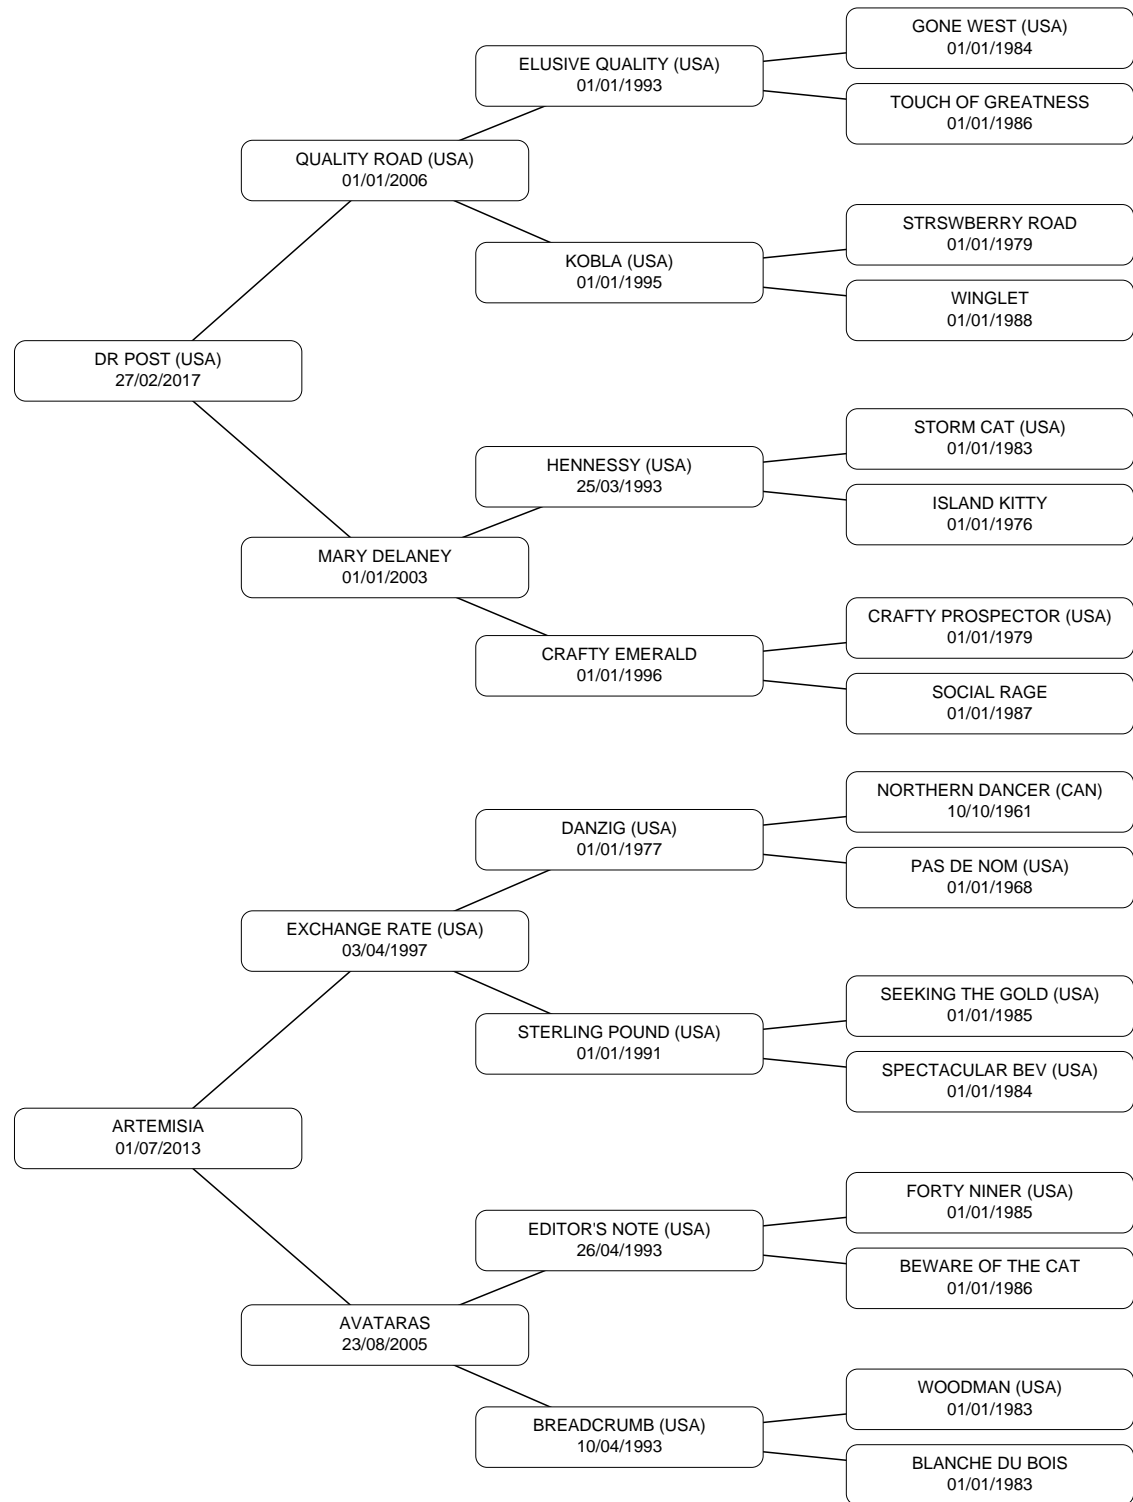 GONE WEST (USA)
01/01/1984
ELUSIVE QUALITY (USA)
01/01/1993
TOUCH OF GREATNESS
01/01/1986
QUALITY ROAD (USA)
01/01/2006
STRSWBERRY ROAD
01/01/1979
KOBLA (USA)
01/01/1995
WINGLET
01/01/1988
DR POST (USA)
27/02/2017
STORM CAT (USA)
01/01/1983
HENNESSY (USA)
25/03/1993
ISLAND KITTY
01/01/1976
MARY DELANEY
01/01/2003
CRAFTY PROSPECTOR (USA)
01/01/1979
CRAFTY EMERALD
01/01/1996
SOCIAL RAGE
01/01/1987
NORTHERN DANCER (CAN)
10/10/1961
DANZIG (USA)
01/01/1977
PAS DE NOM (USA)
01/01/1968
EXCHANGE RATE (USA)
03/04/1997
SEEKING THE GOLD (USA)
01/01/1985
STERLING POUND (USA)
01/01/1991
SPECTACULAR BEV (USA)
01/01/1984
ARTEMISIA
01/07/2013
FORTY NINER (USA)
01/01/1985
EDITOR'S NOTE (USA)
26/04/1993
BEWARE OF THE CAT
01/01/1986
AVATARAS
23/08/2005
WOODMAN (USA)
01/01/1983
BREADCRUMB (USA)
10/04/1993
BLANCHE DU BOIS
01/01/1983